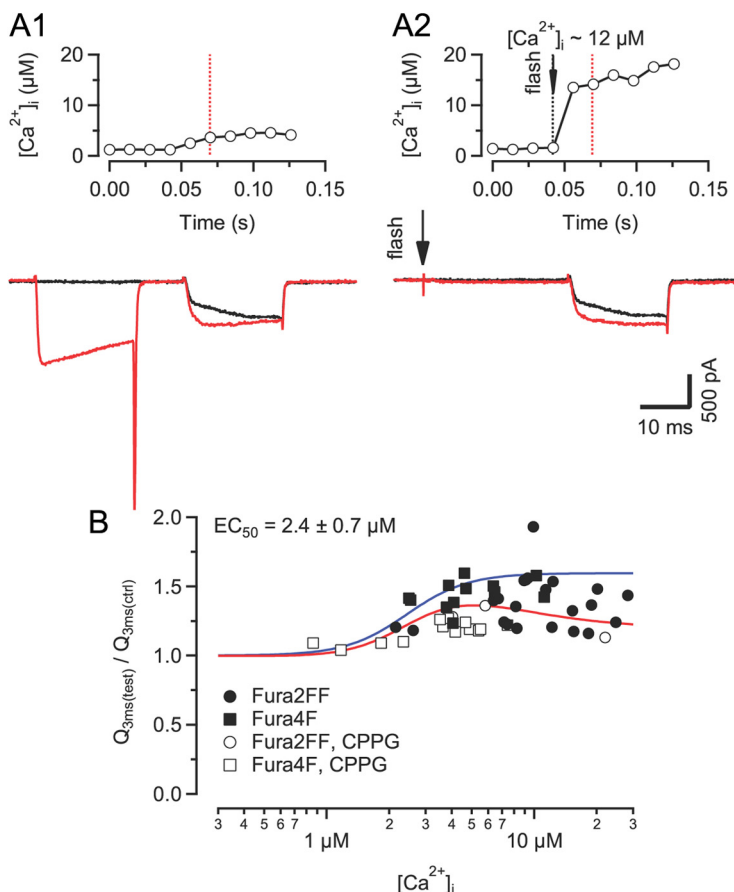 A1
[Ca²⁺]ᵢ (µM)
20
10
0
0.00 0.05 0.10 0.15
Time (s)
A2
[Ca²⁺]ᵢ ~ 12 µM
flash
[Ca²⁺]ᵢ (µM)
20
10
0
0.00 0.05 0.10 0.15
Time (s)
flash
500 pA
10 ms
B
EC₅₀ = 2.4 ± 0.7 µM
Q₃ₘₛ(test) / Q₃ₘₛ(ctrl)
2.0
1.5
1.0
0.5
0.0
Fura2FF
Fura4F
Fura2FF, CPPG
Fura4F, CPPG
3 4 5 6 7 2 3 4 5 6 7 2 3
1 µM 10 µM
[Ca²⁺]ᵢ